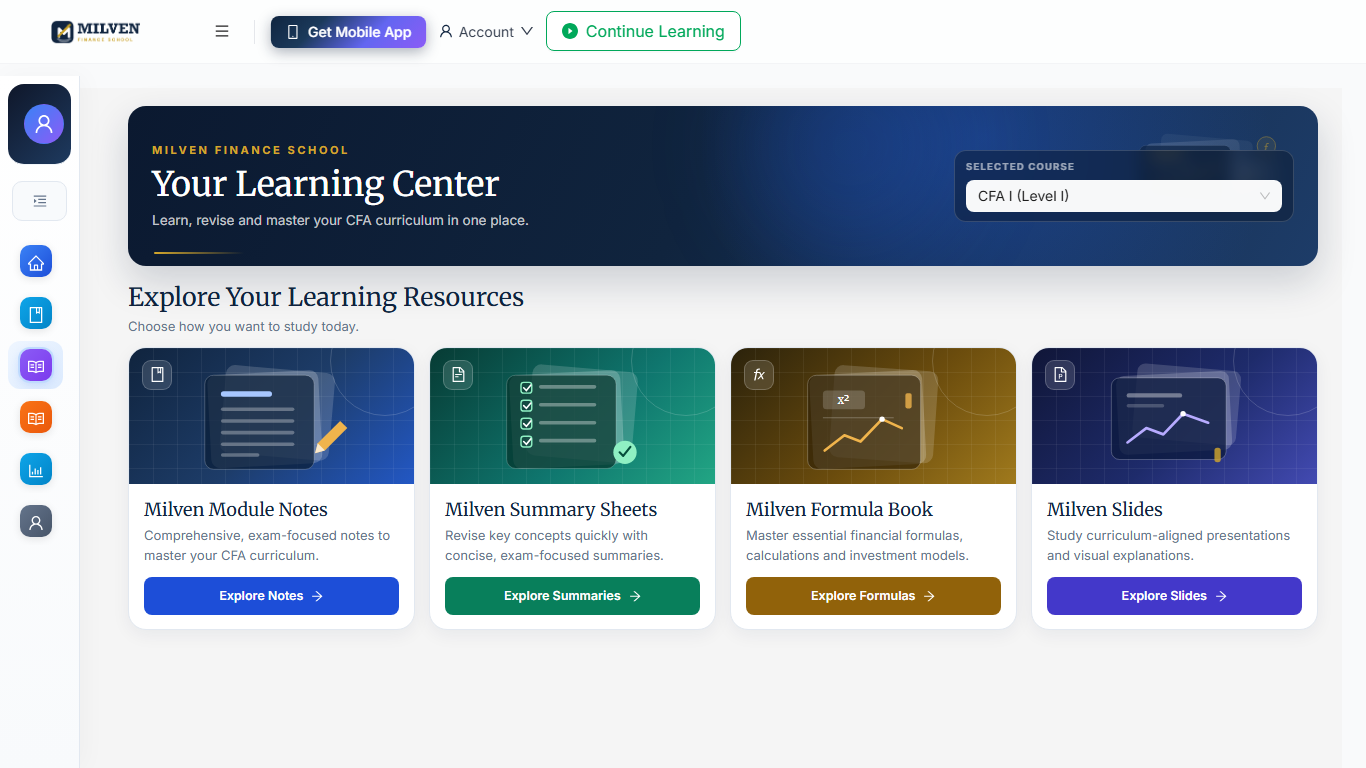 MILVEN
FINANCE SCHOOL
Get Mobile App
Account
Continue Learning
MILVEN FINANCE SCHOOL
Your Learning Center
Learn, revise and master your CFA curriculum in one place.
SELECTED COURSE
CFA I (Level I)
Explore Your Learning Resources
Choose how you want to study today.
Milven Module Notes
Comprehensive, exam-focused notes to
master your CFA curriculum.
Explore Notes
Milven Summary Sheets
Revise key concepts quickly with
concise, exam-focused summaries.
Explore Summaries
fx
x²
Milven Formula Book
Master essential financial formulas,
calculations and investment models.
Explore Formulas
P
Milven Slides
Study curriculum-aligned presentations
and visual explanations.
Explore Slides